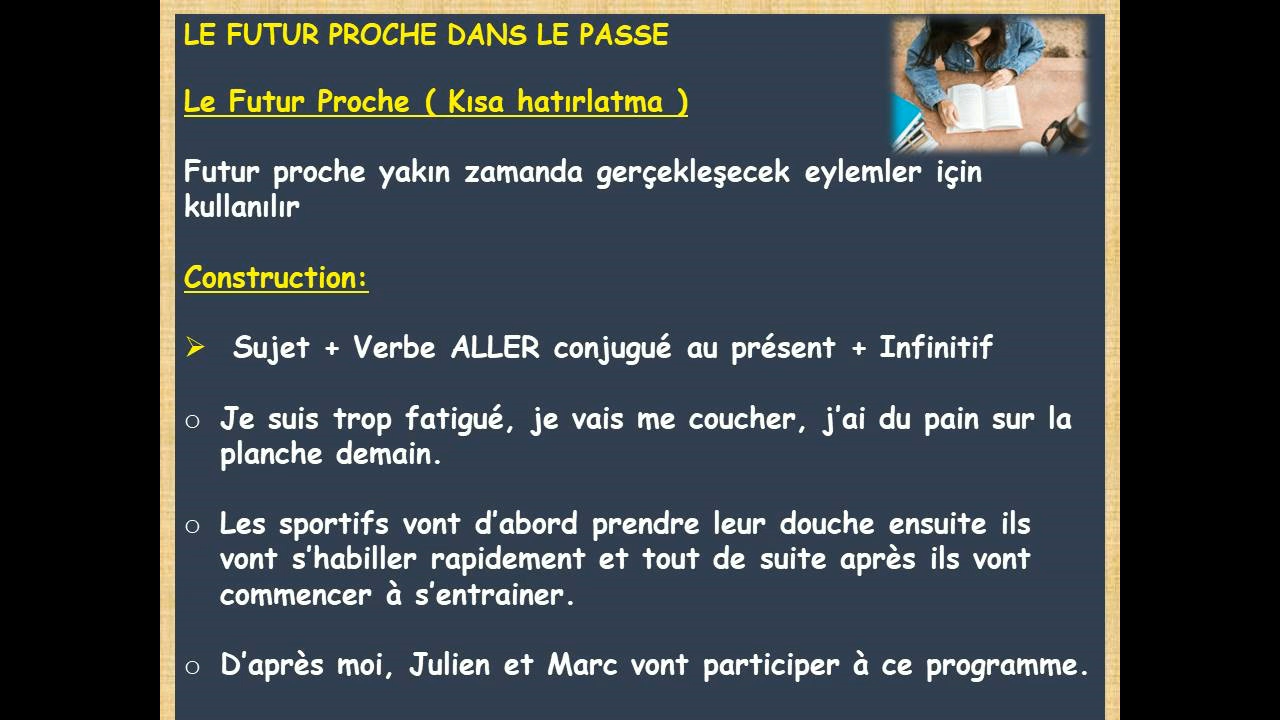 LE FUTUR PROCHE DANS LE PASSE
Le Futur Proche ( Kısa hatırlatma )
Futur proche yakın zamanda gerçekleşecek eylemler için
kullanılır
Construction:
➢ Sujet + Verbe ALLER conjugué au présent + Infinitif
o Je suis trop fatigué, je vais me coucher, j’ai du pain sur la
planche demain.
o Les sportifs vont d’abord prendre leur douche ensuite ils
vont s’habiller rapidement et tout de suite après ils vont
commencer à s’entrainer.
o D’après moi, Julien et Marc vont participer à ce programme.